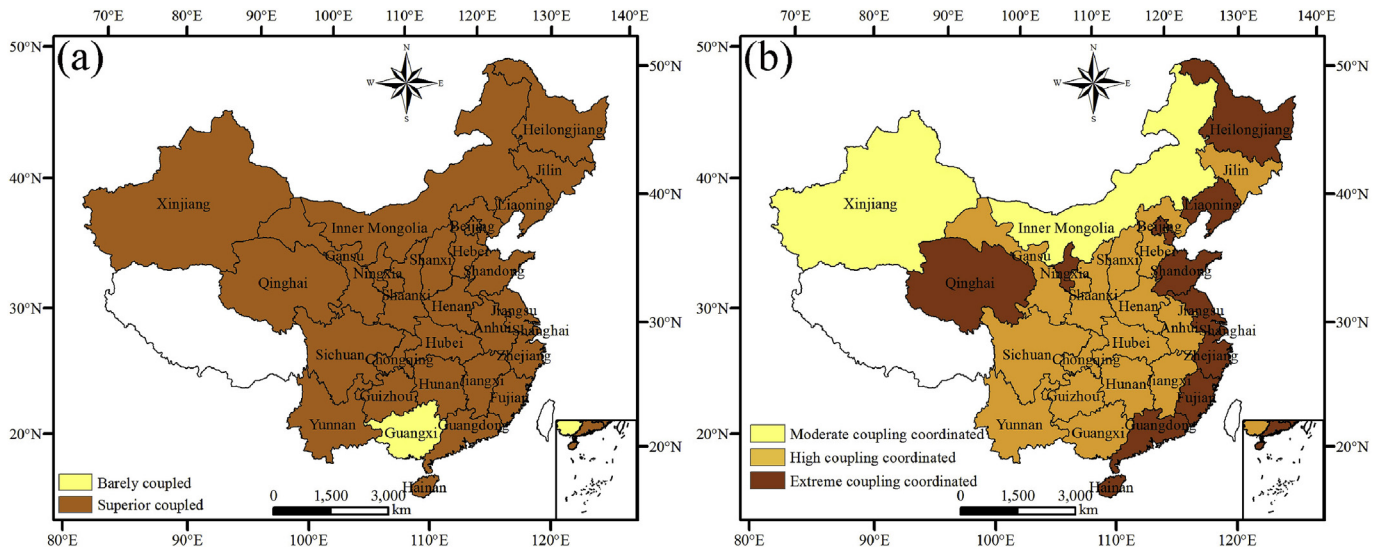 70°E 80°E 90°E 100°E 110°E 120°E 130°E 140°E
(a)
50°N
50°N
N
W E
S
Heilongjiang
Jilin
40°N
40°N
Xinjiang
Liaoning
Inner Mongolia
Beijing
Gansu
Hebei
Ningxia
Shanxi
Shandong
Qinghai
Shaanxi
Henan
Jiangsu
30°N
Anhui
Shanghai
30°N
Sichuan
Hubei
Chongqing
Zhejiang
Hunan
Jiangxi
Guizhou
Fujian
Yunnan
Guangdong
Guangxi
20°N
20°N
Barely coupled
Superior coupled
Hainan
0 1,500 3,000
km
80°E 90°E 100°E 110°E 120°E
70°E 80°E 90°E 100°E 110°E 120°E 130°E 140°E
(b)
50°N
50°N
N
W E
S
Heilongjiang
Jilin
40°N
40°N
Xinjiang
Liaoning
Inner Mongolia
Beijing
Gansu
Hebei
Ningxia
Shanxi
Shandong
Qinghai
Shaanxi
Henan
Jiangsu
30°N
Anhui
Shanghai
30°N
Sichuan
Hubei
Chongqing
Zhejiang
Hunan
Jiangxi
Guizhou
Fujian
Yunnan
Guangdong
Guangxi
20°N
20°N
Moderate coupling coordinated
High coupling coordinated
Extreme coupling coordinated
Hainan
0 1,500 3,000
km
80°E 90°E 100°E 110°E 120°E